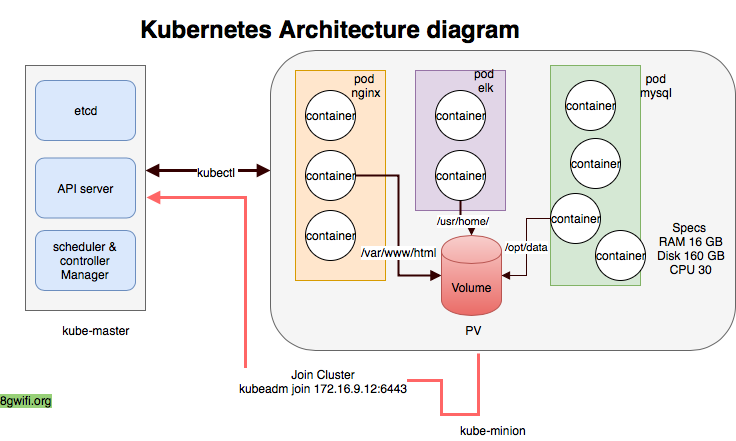 Kubernetes Architecture diagram
etcd
API server
scheduler &
controller
Manager
kube-master
kubectl
pod
nginx
container
container
container
pod
elk
container
container
pod
mysql
container
container
container
container
/var/www/html
/usr/home/
/opt/data
Volume
PV
Specs
RAM 16 GB
Disk 160 GB
CPU 30
Join Cluster
kubeadm join 172.16.9.12:6443
kube-minion
8gwifi.org